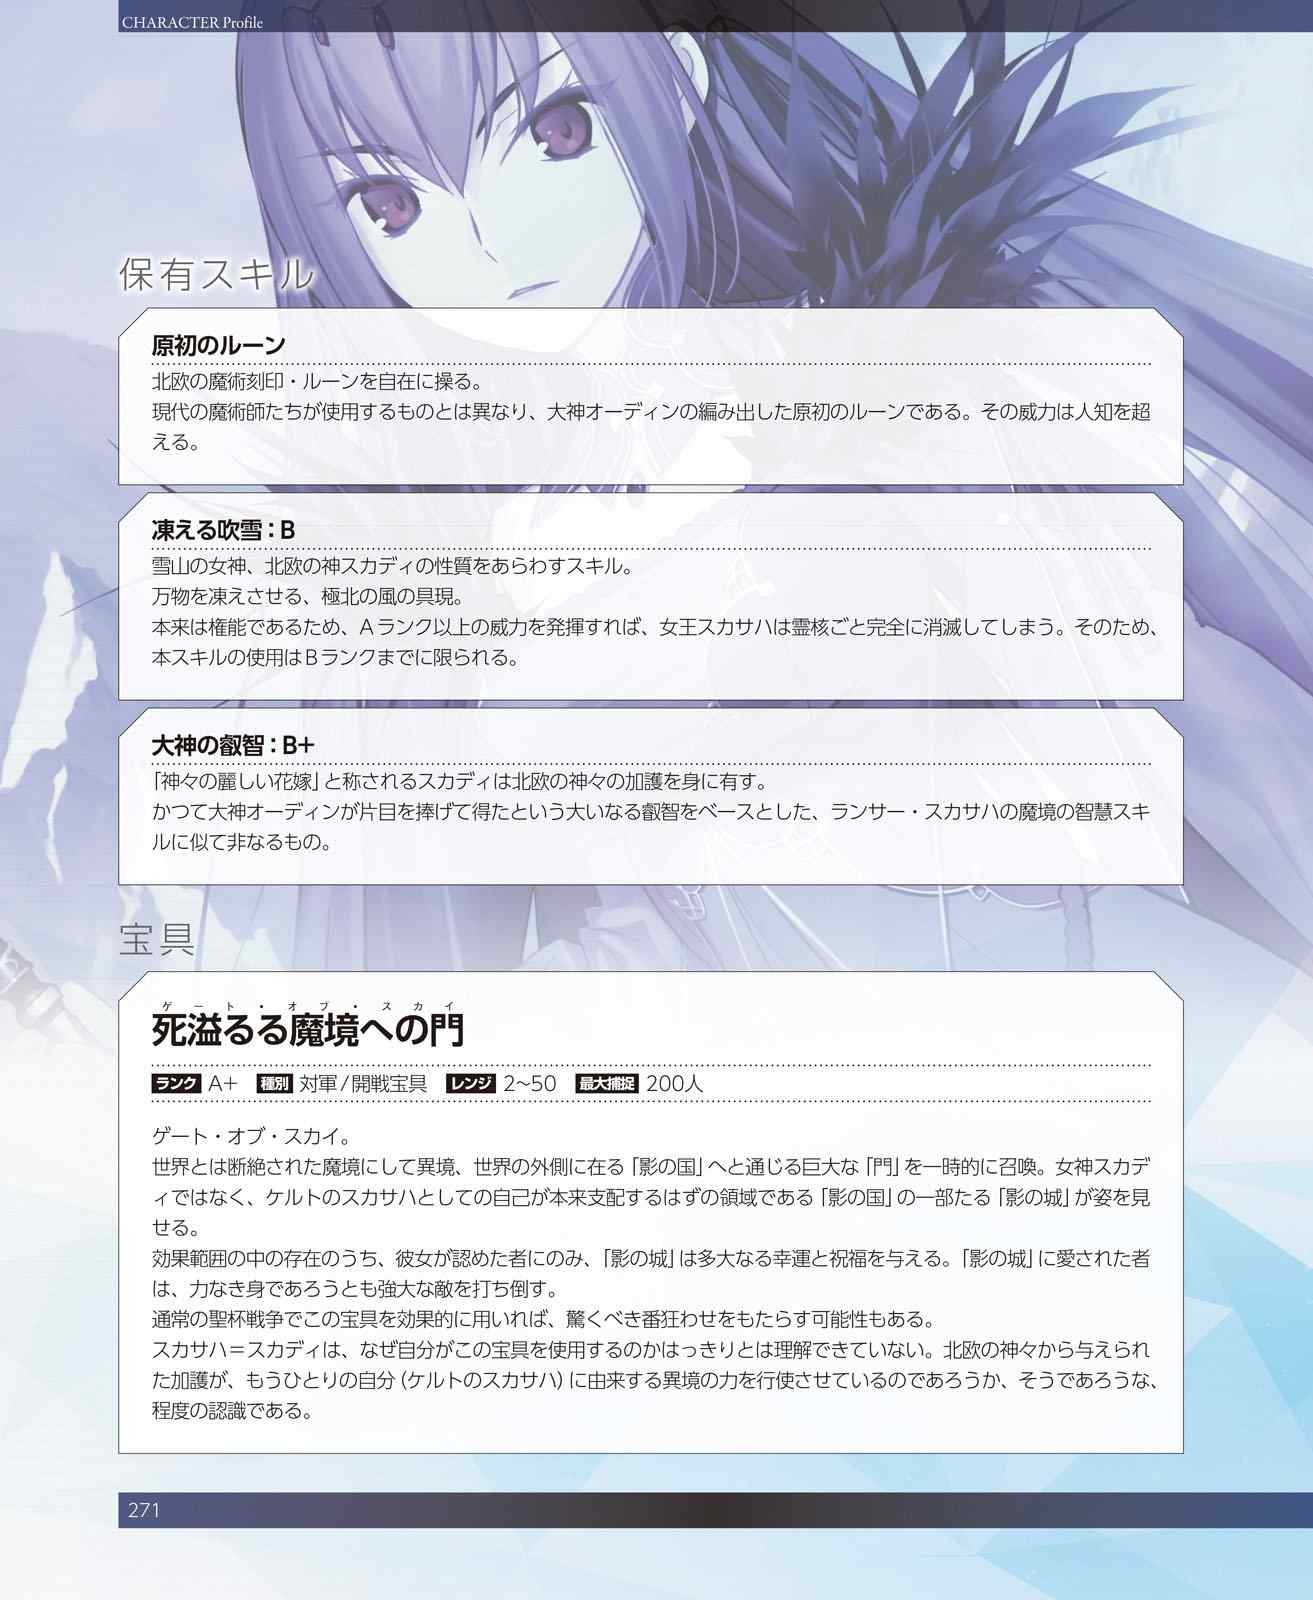 CHARACTER Profile
保有スキル
原初のルーン
北欧の魔術刻印・ルーンを自在に操る。
現代の魔術師たちが使用するものとは異なり、大神オーディンの編み出した原初のルーンである。その威力は人知を超
える。
凍える吹雪：B
雪山の女神、北欧の神スカディの性質をあらわすスキル。
万物を凍えさせる、極北の風の具現。
本来は権能であるため、Aランク以上の威力を発揮すれば、女王スカサハは霊核ごと完全に消滅してしまう。そのため、
本スキルの使用はBランクまでに限られる。
大神の叡智：B+
「神々の麗しい花嫁」と称されるスカディは北欧の神々の加護を身に有す。
かつて大神オーディンが片目を捧げて得たという大いなる叡智をベースとした、ランサー・スカサハの魔境の智慧スキ
ルに似て非なるもの。
宝具
ゲート・オブ・スカイ
死溢るる魔境への門
ランク A+ 種別 対軍/開戦宝具 レンジ 2~50 最大捕捉 200人
ゲート・オブ・スカイ。
世界とは断絶された魔境にして異境、世界の外側に在る「影の国」へと通じる巨大な「門」を一時的に召喚。女神スカデ
ィではなく、ケルトのスカサハとしての自己が本来支配するはずの領域である「影の国」の一部たる「影の城」が姿を見
せる。
効果範囲の中の存在のうち、彼女が認めた者にのみ、「影の城」は多大なる幸運と祝福を与える。「影の城」に愛された者
は、力なき身であろうとも強大な敵を打ち倒す。
通常の聖杯戦争でこの宝具を効果的に用いれば、驚くべき番狂わせをもたらす可能性もある。
スカサハ＝スカディは、なぜ自分がこの宝具を使用するのかはっきりとは理解できていない。北欧の神々から与えられ
た加護が、もうひとりの自分（ケルトのスカサハ）に由来する異境の力を行使させているのであろうか、そうであろうな、
程度の認識である。
271